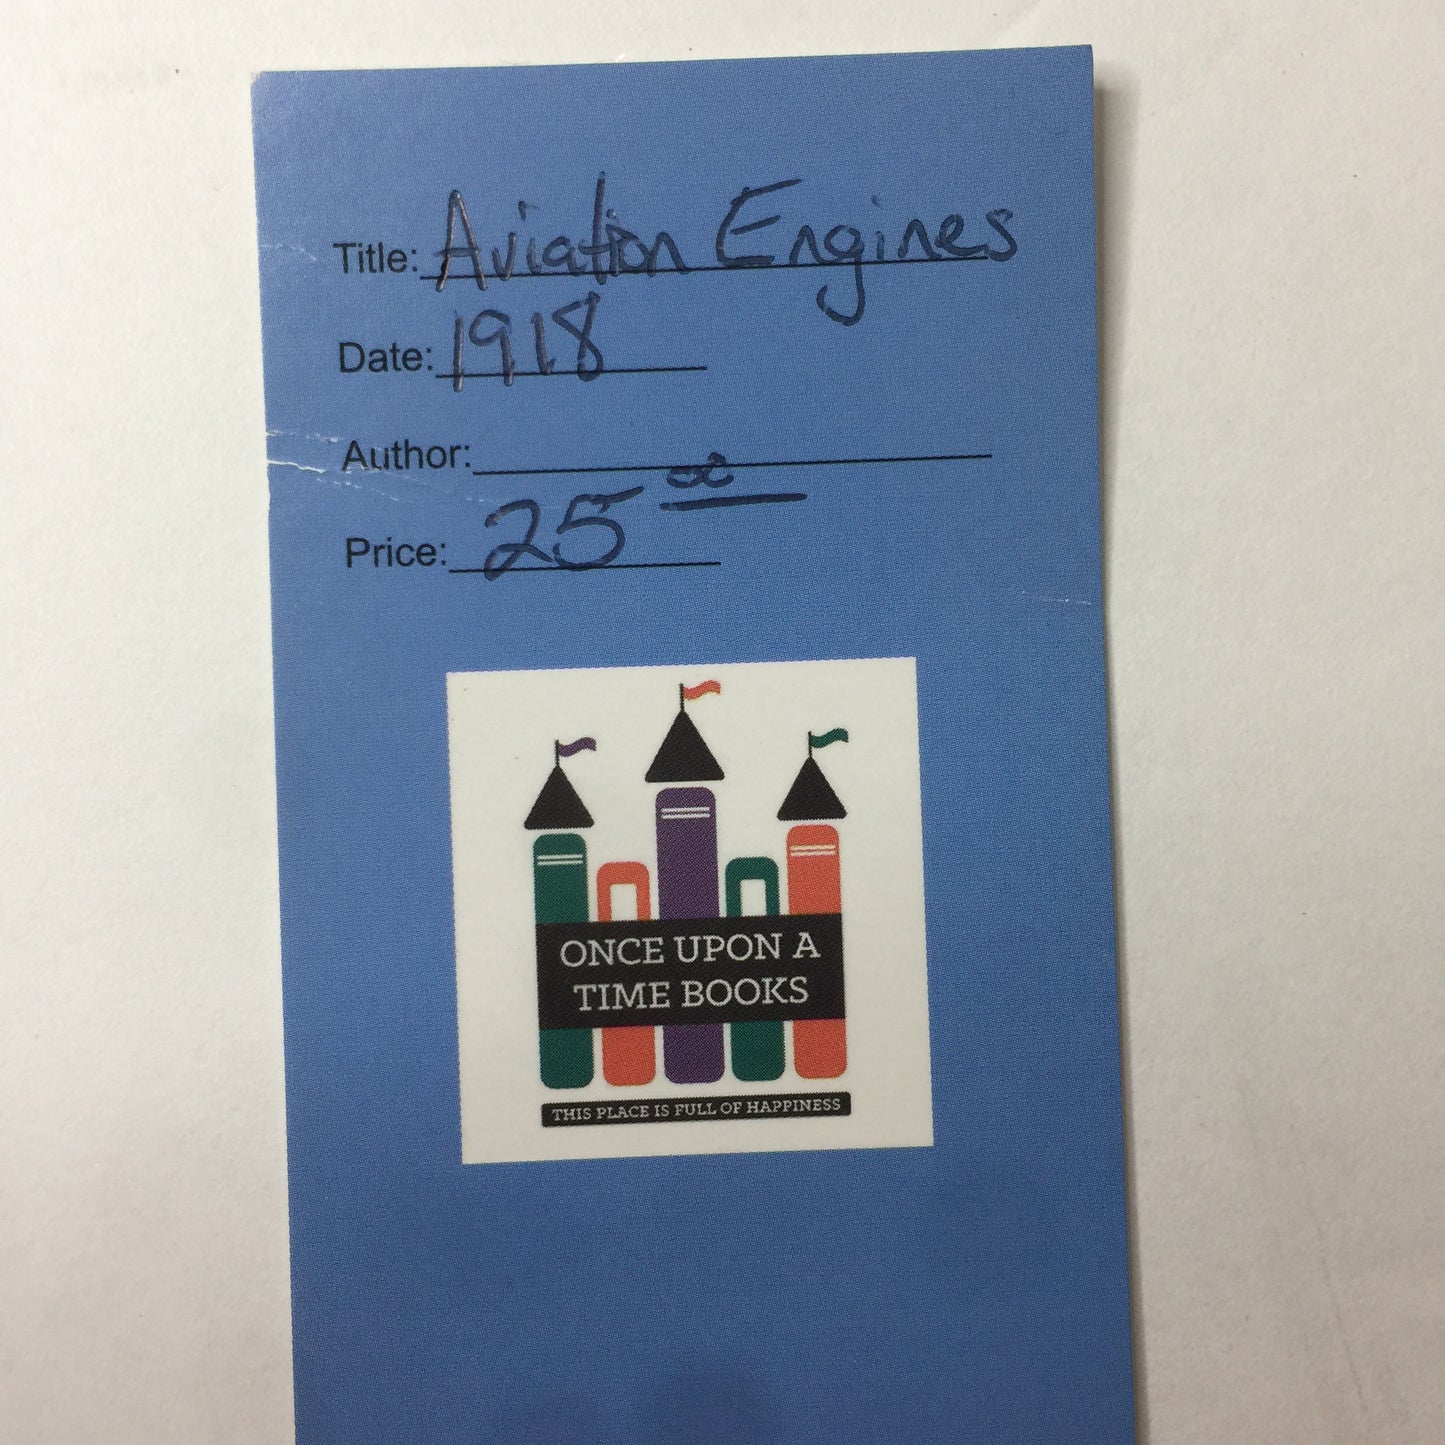 Title: Aviation Engines
Date: 1918
Author:
Price: 25 00
ONCE UPON A
TIME BOOKS
THIS PLACE IS FULL OF HAPPINESS